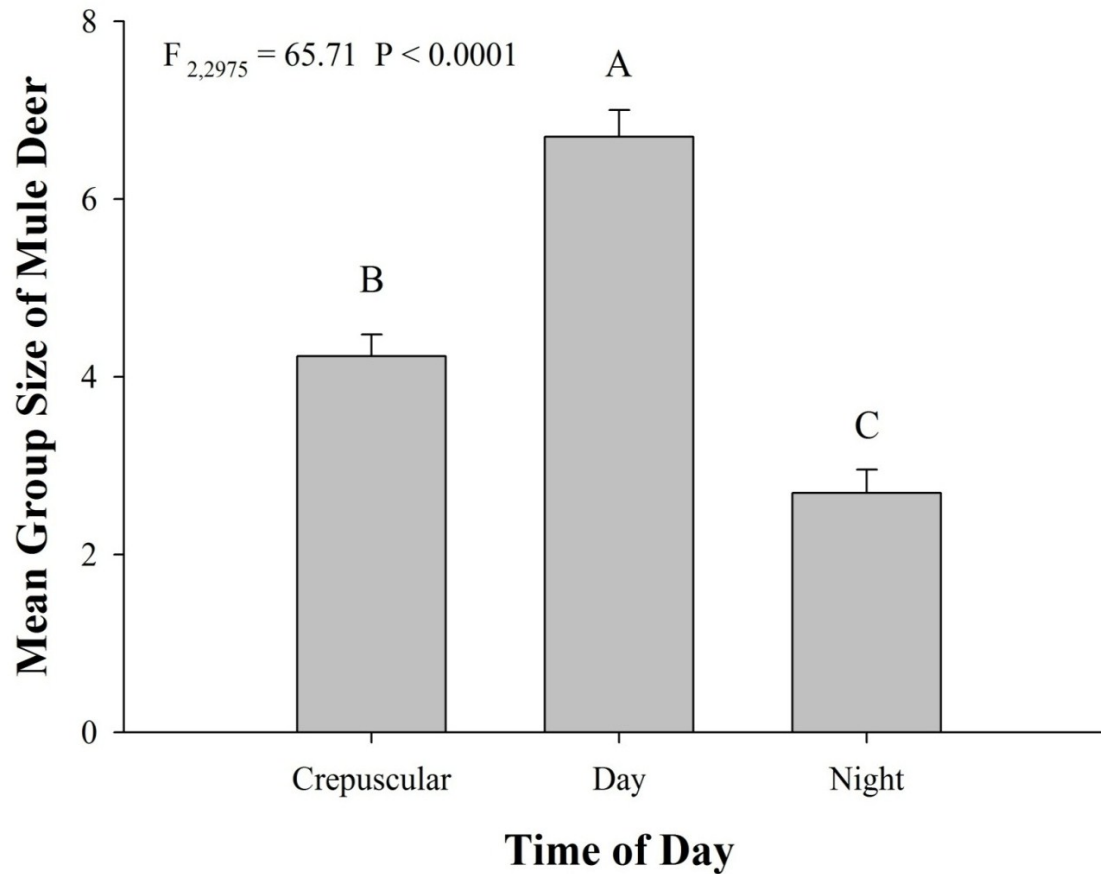 Mean Group Size of Mule Deer
8
6
4
2
0
F 2,2975 = 65.71 P < 0.0001
B
A
C
Crepuscular
Day
Night
Time of Day